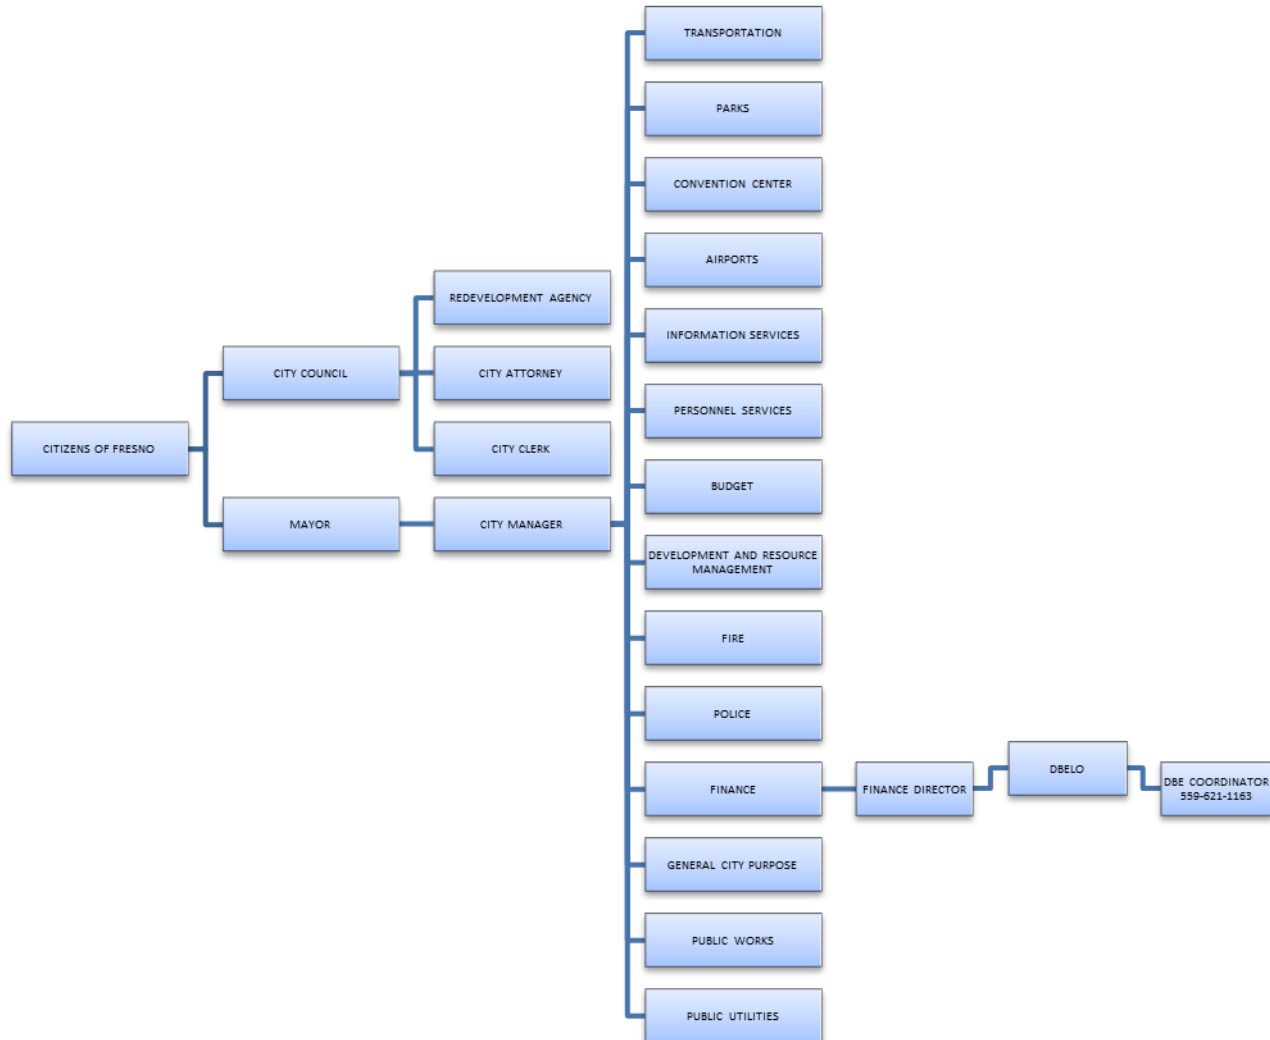 TRANSPORTATION
PARKS
CONVENTION CENTER
AIRPORTS
REDEVELOPMENT AGENCY
INFORMATION SERVICES
CITY COUNCIL
CITY ATTORNEY
PERSONNEL SERVICES
CITIZENS OF FRESNO
CITY CLERK
BUDGET
MAYOR
CITY MANAGER
DEVELOPMENT AND RESOURCE
MANAGEMENT
FIRE
POLICE
FINANCE
FINANCE DIRECTOR
DBELO
DBE COORDINATOR
559-621-1163
GENERAL CITY PURPOSE
PUBLIC WORKS
PUBLIC UTILITIES